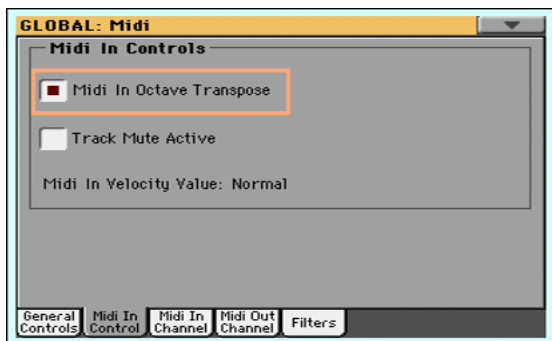 GLOBAL: Midi
Midi In Controls
Midi In Octave Transpose
Track Mute Active
Midi In Velocity Value: Normal
General Controls
Midi In Control
Midi In Channel
Midi Out Channel
Filters